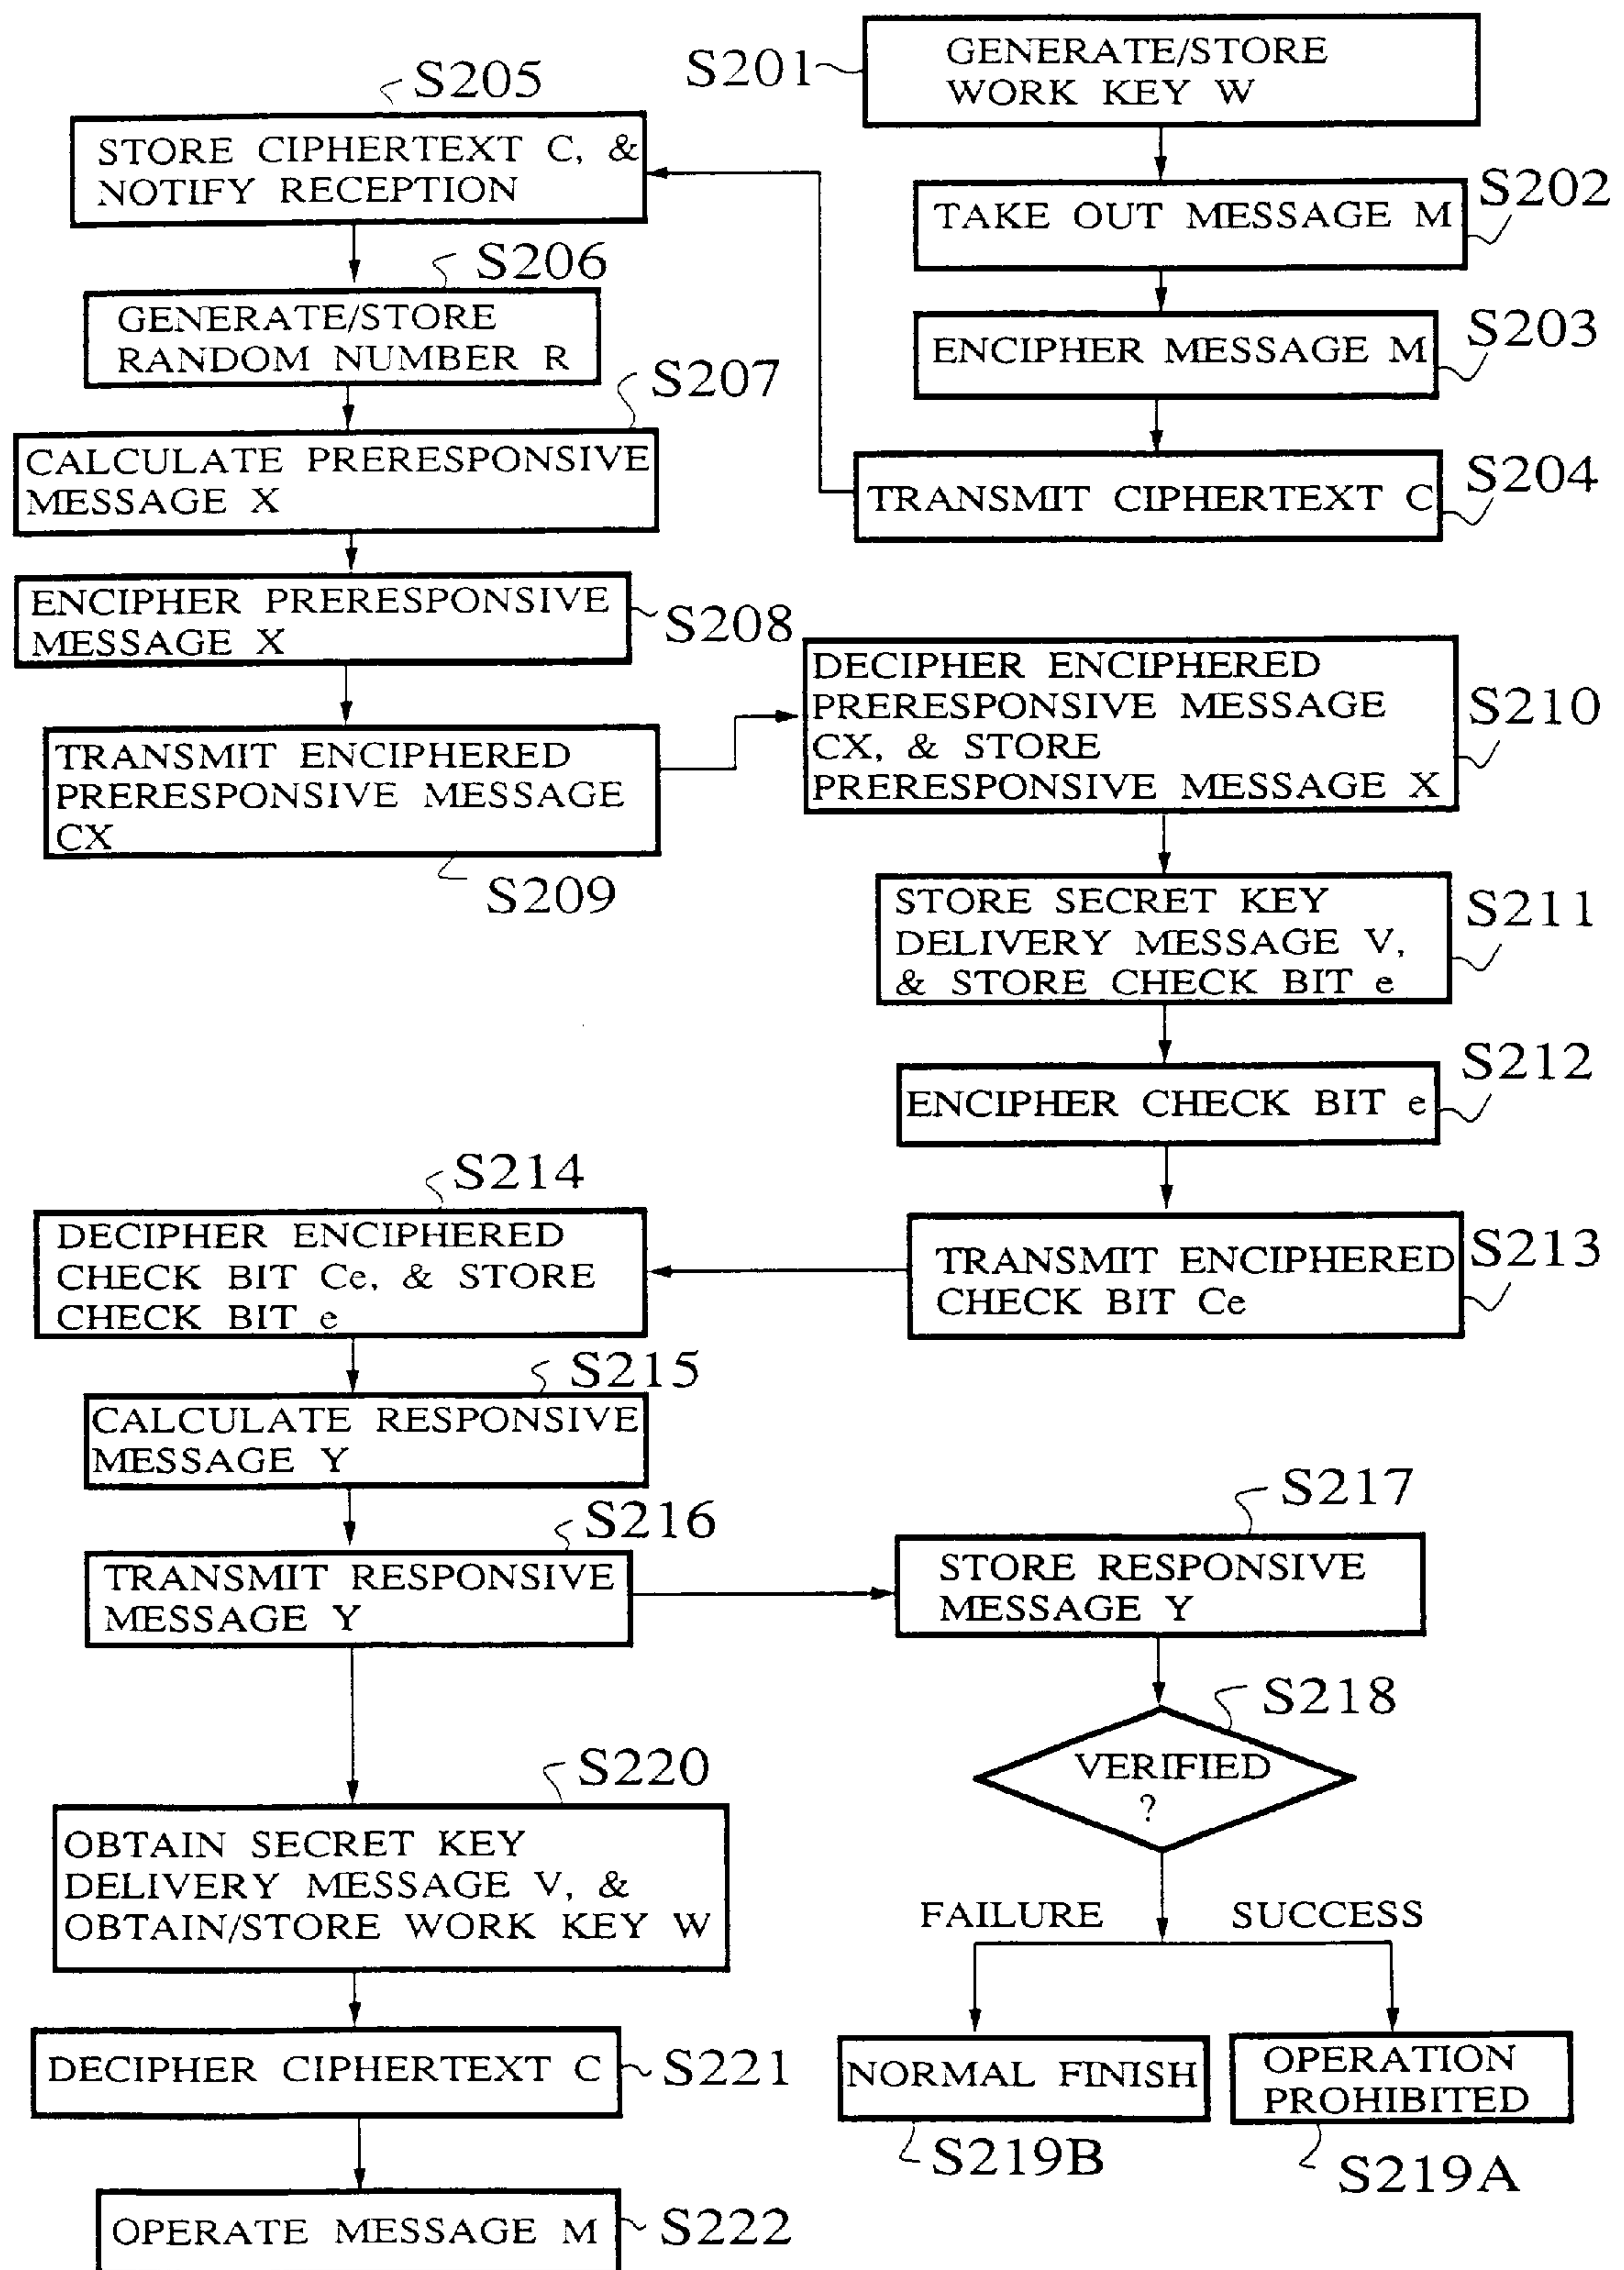 S201
GENERATE/STORE
WORK KEY W
S202
TAKE OUT MESSAGE M
S203
ENCIPHER MESSAGE M
S204
TRANSMIT CIPHERTEXT C
S205
STORE CIPHERTEXT C, &
NOTIFY RECEPTION
S206
GENERATE/STORE
RANDOM NUMBER R
S207
CALCULATE PRERESPONSIVE
MESSAGE X
ENCIPHER PRERESPONSIVE
MESSAGE X
S208
TRANSMIT ENCIPHERED
PRERESPONSIVE MESSAGE
CX
S209
DECIPHER ENCIPHERED
PRERESPONSIVE MESSAGE
CX, & STORE
PRERESPONSIVE MESSAGE X
S210
STORE SECRET KEY
DELIVERY MESSAGE V,
& STORE CHECK BIT e
S211
S212
ENCIPHER CHECK BIT e
TRANSMIT ENCIPHERED
CHECK BIT Ce
S213
S214
DECIPHER ENCIPHERED
CHECK BIT Ce, & STORE
CHECK BIT e
S215
CALCULATE RESPONSIVE
MESSAGE Y
S216
TRANSMIT RESPONSIVE
MESSAGE Y
S217
STORE RESPONSIVE
MESSAGE Y
S218
VERIFIED
?
FAILURE
SUCCESS
NORMAL FINISH
S219B
OPERATION
PROHIBITED
S219A
S220
OBTAIN SECRET KEY
DELIVERY MESSAGE V, &
OBTAIN/STORE WORK KEY W
DECIPHER CIPHERTEXT C
S221
OPERATE MESSAGE M
S222